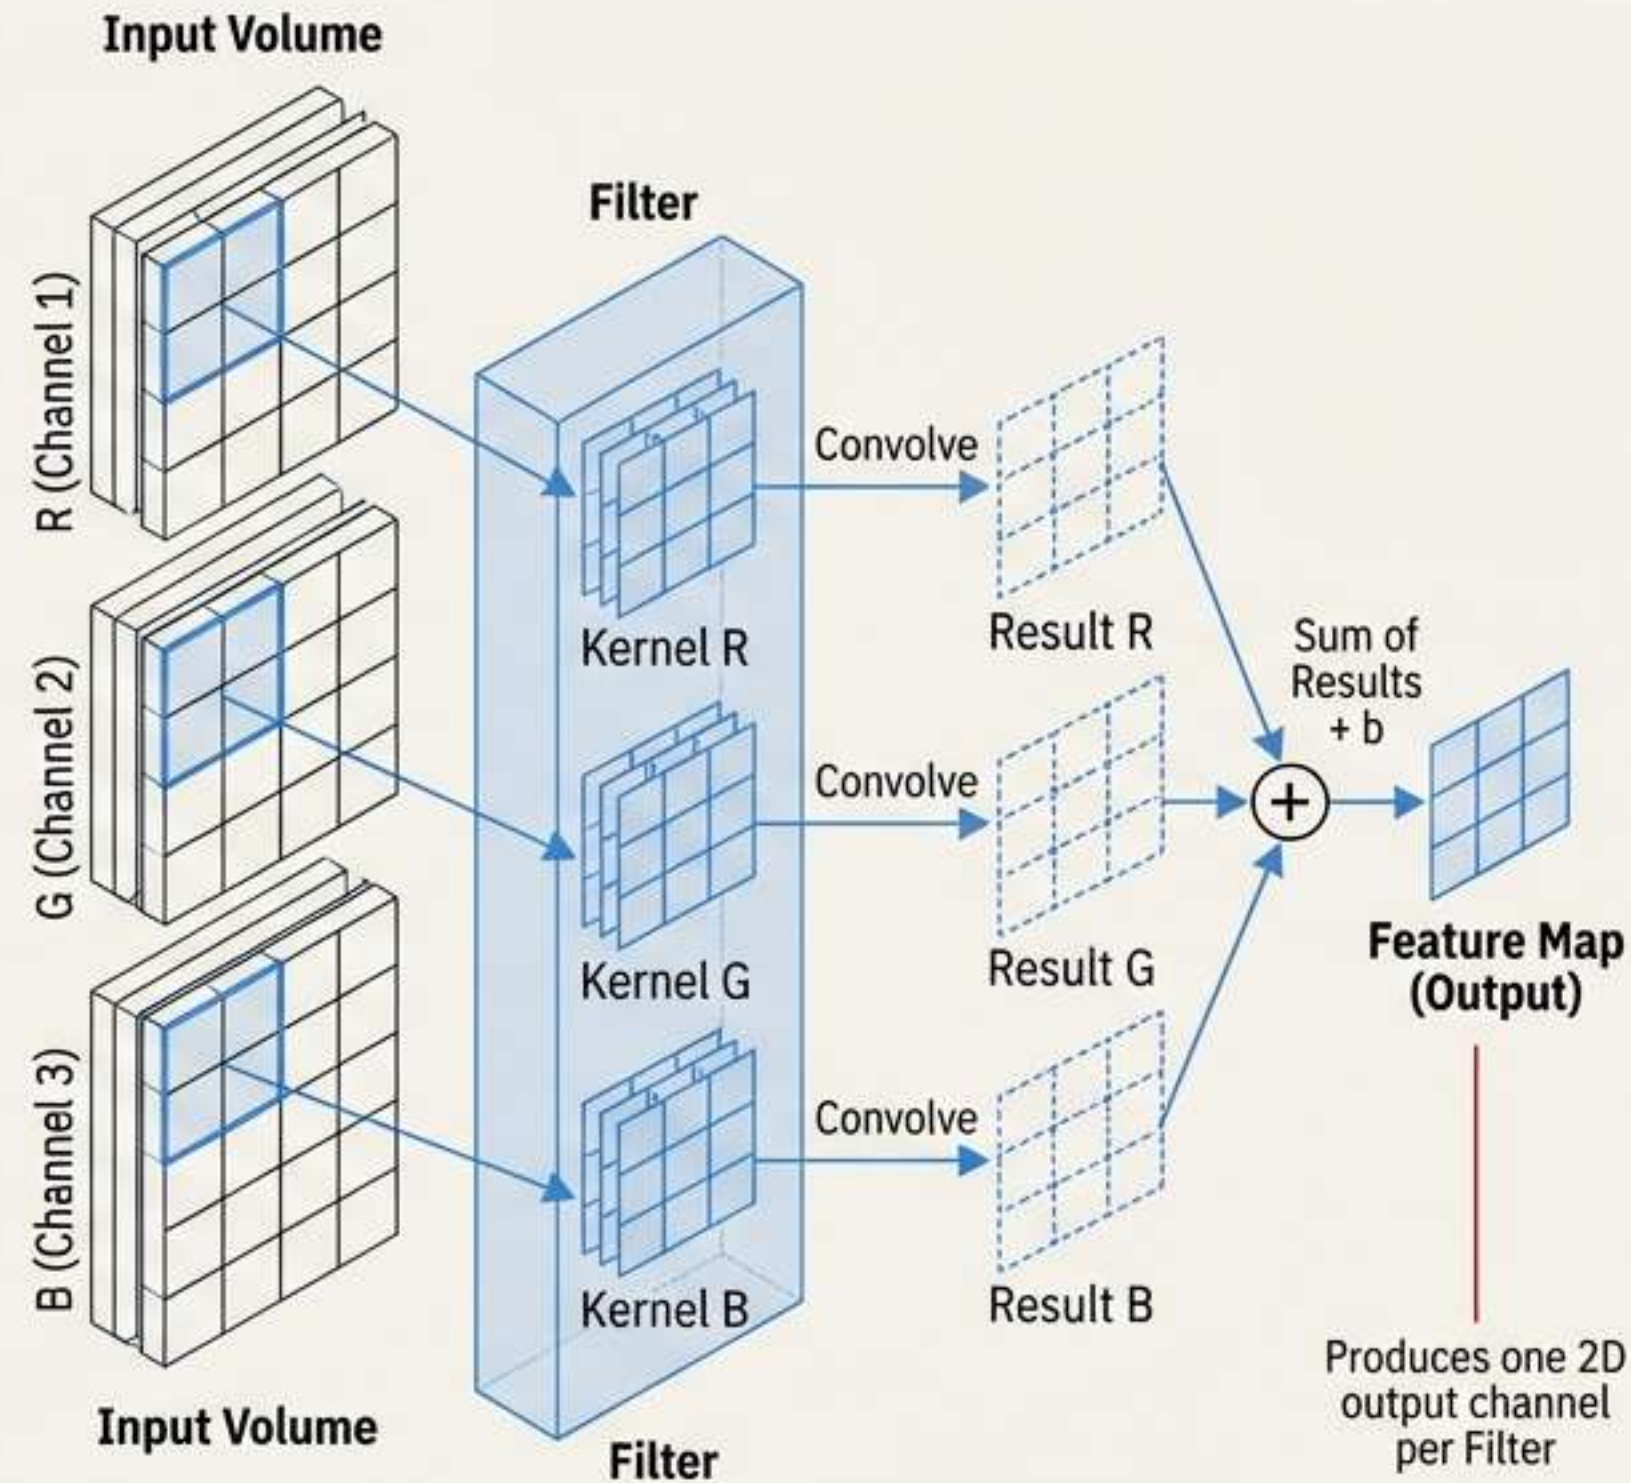 Input Volume
Filter
R (Channel 1)
Convolve
Kernel R
Result R
Sum of
Results
+ b
+
G (Channel 2)
Convolve
Kernel G
Result G
Feature Map
(Output)
B (Channel 3)
Convolve
Kernel B
Result B
Produces one 2D
output channel
per Filter
Input Volume
Filter